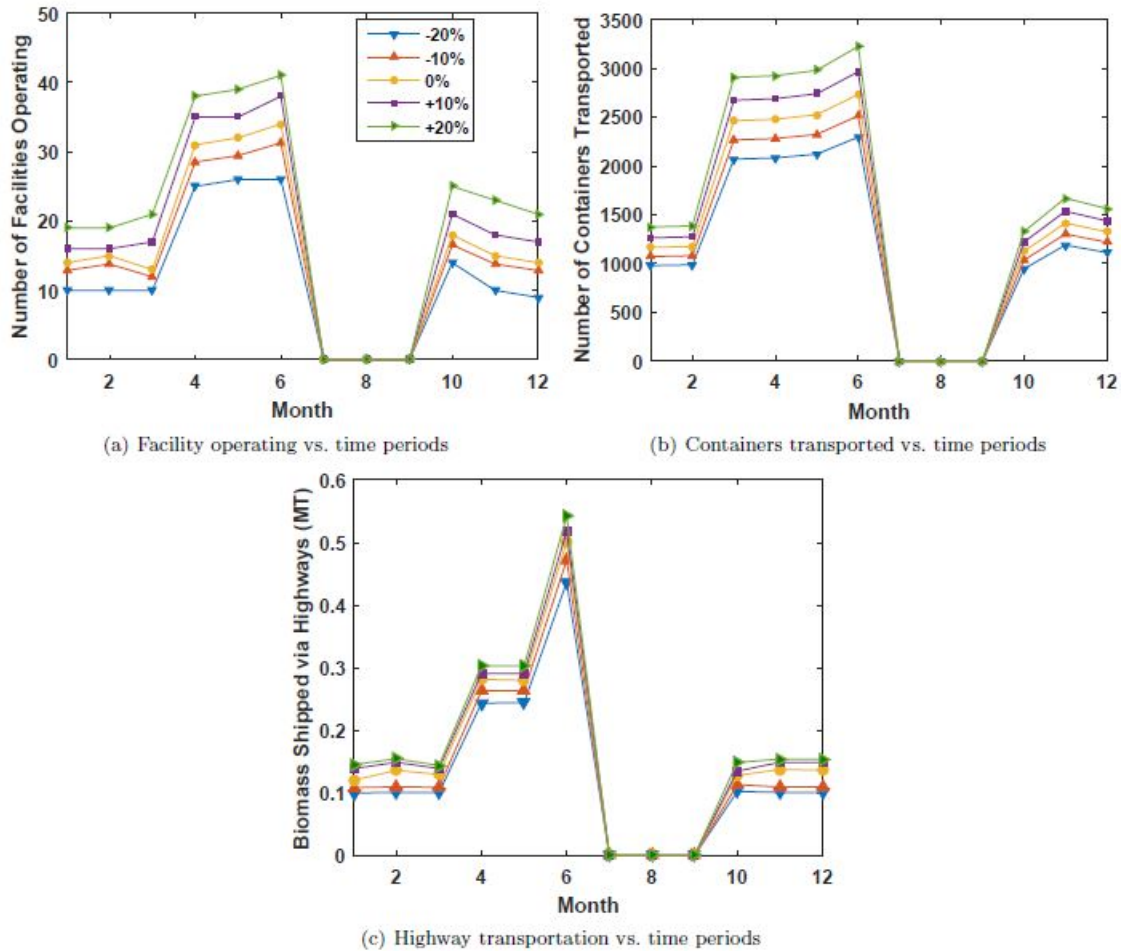 50
40
30
20
10
0
Number of Facilities Operating
-20%
-10%
0%
+10%
+20%
2 4 6 8 10 12
Month
(a) Facility operating vs. time periods
3500
3000
2500
2000
1500
1000
500
0
Number of Containers Transported
2 4 6 8 10 12
Month
(b) Containers transported vs. time periods
0.6
0.5
0.4
0.3
0.2
0.1
0
Biomass Shipped via Highways (MT)
2 4 6 8 10 12
Month
(c) Highway transportation vs. time periods